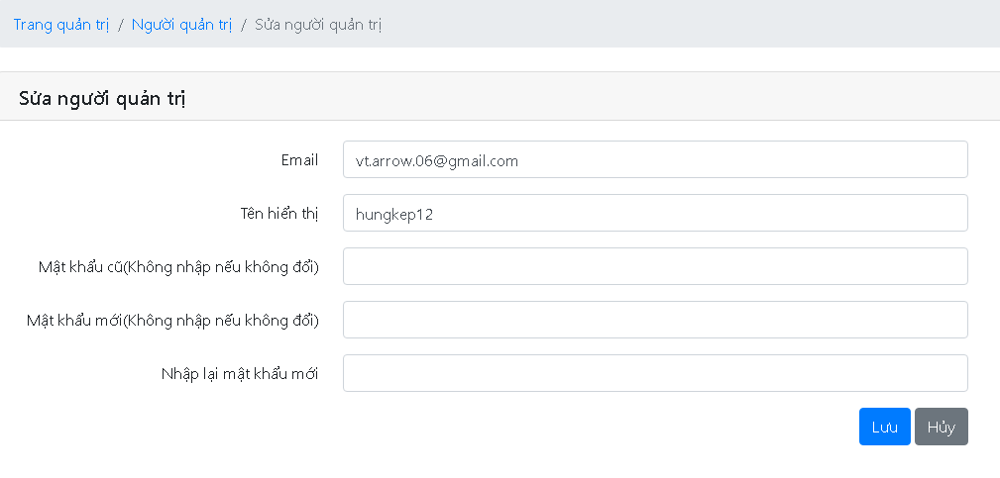 Trang quản trị / Người quản trị / Sửa người quản trị
Sửa người quản trị
Email
vt.arrow.06@gmail.com
Tên hiển thị
hungkep12
Mật khẩu cũ(Không nhập nếu không đổi)
Mật khẩu mới(Không nhập nếu không đổi)
Nhập lại mật khẩu mới
Lưu Hủy